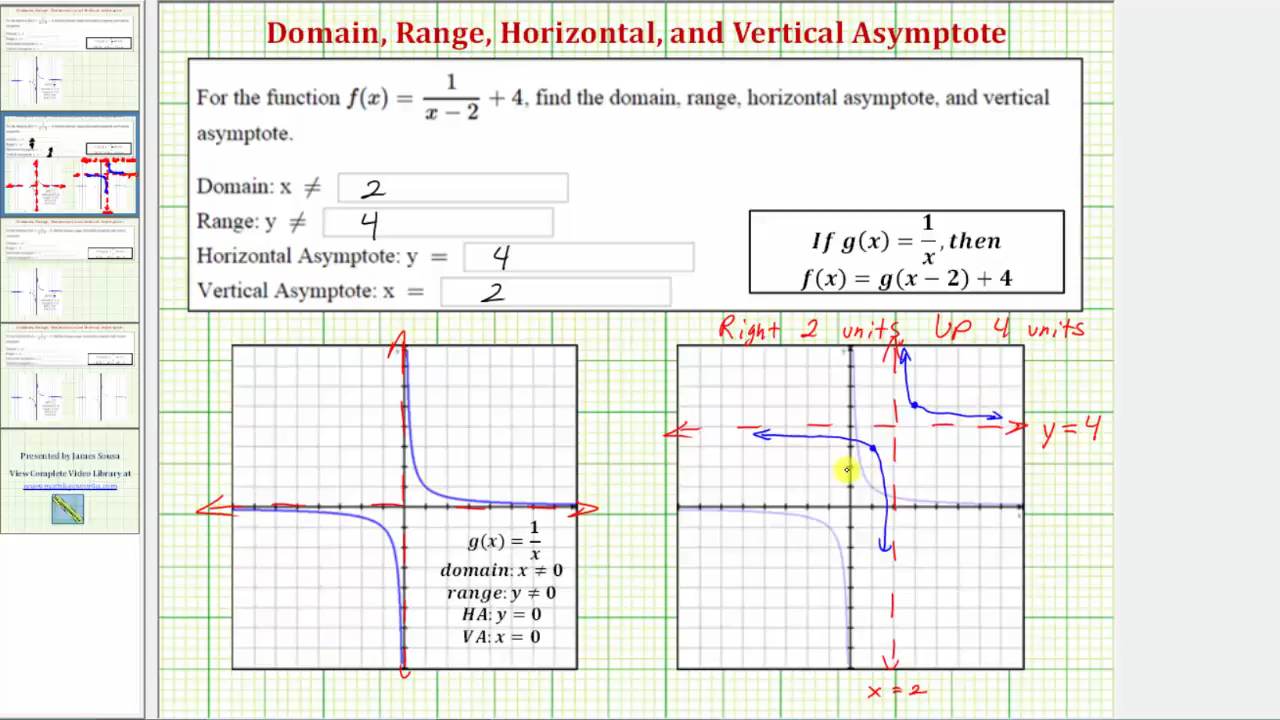 Domain, Range, Horizontal, and Vertical Asymptote
For the function f(x) = 1/(x − 2) + 4, find the domain, range, horizontal asymptote, and vertical
asymptote.
Domain: x ≠ 2
Range: y ≠ 4
Horizontal Asymptote: y = 4
Vertical Asymptote: x = 2
If g(x) = 1/x, then
f(x) = g(x − 2) + 4
Right 2 units, Up 4 units
y = 4
x = 2
g(x) = 1/x
domain: x ≠ 0
range: y ≠ 0
HA: y = 0
VA: x = 0
Presented by James Sousa
View Complete Video Library at